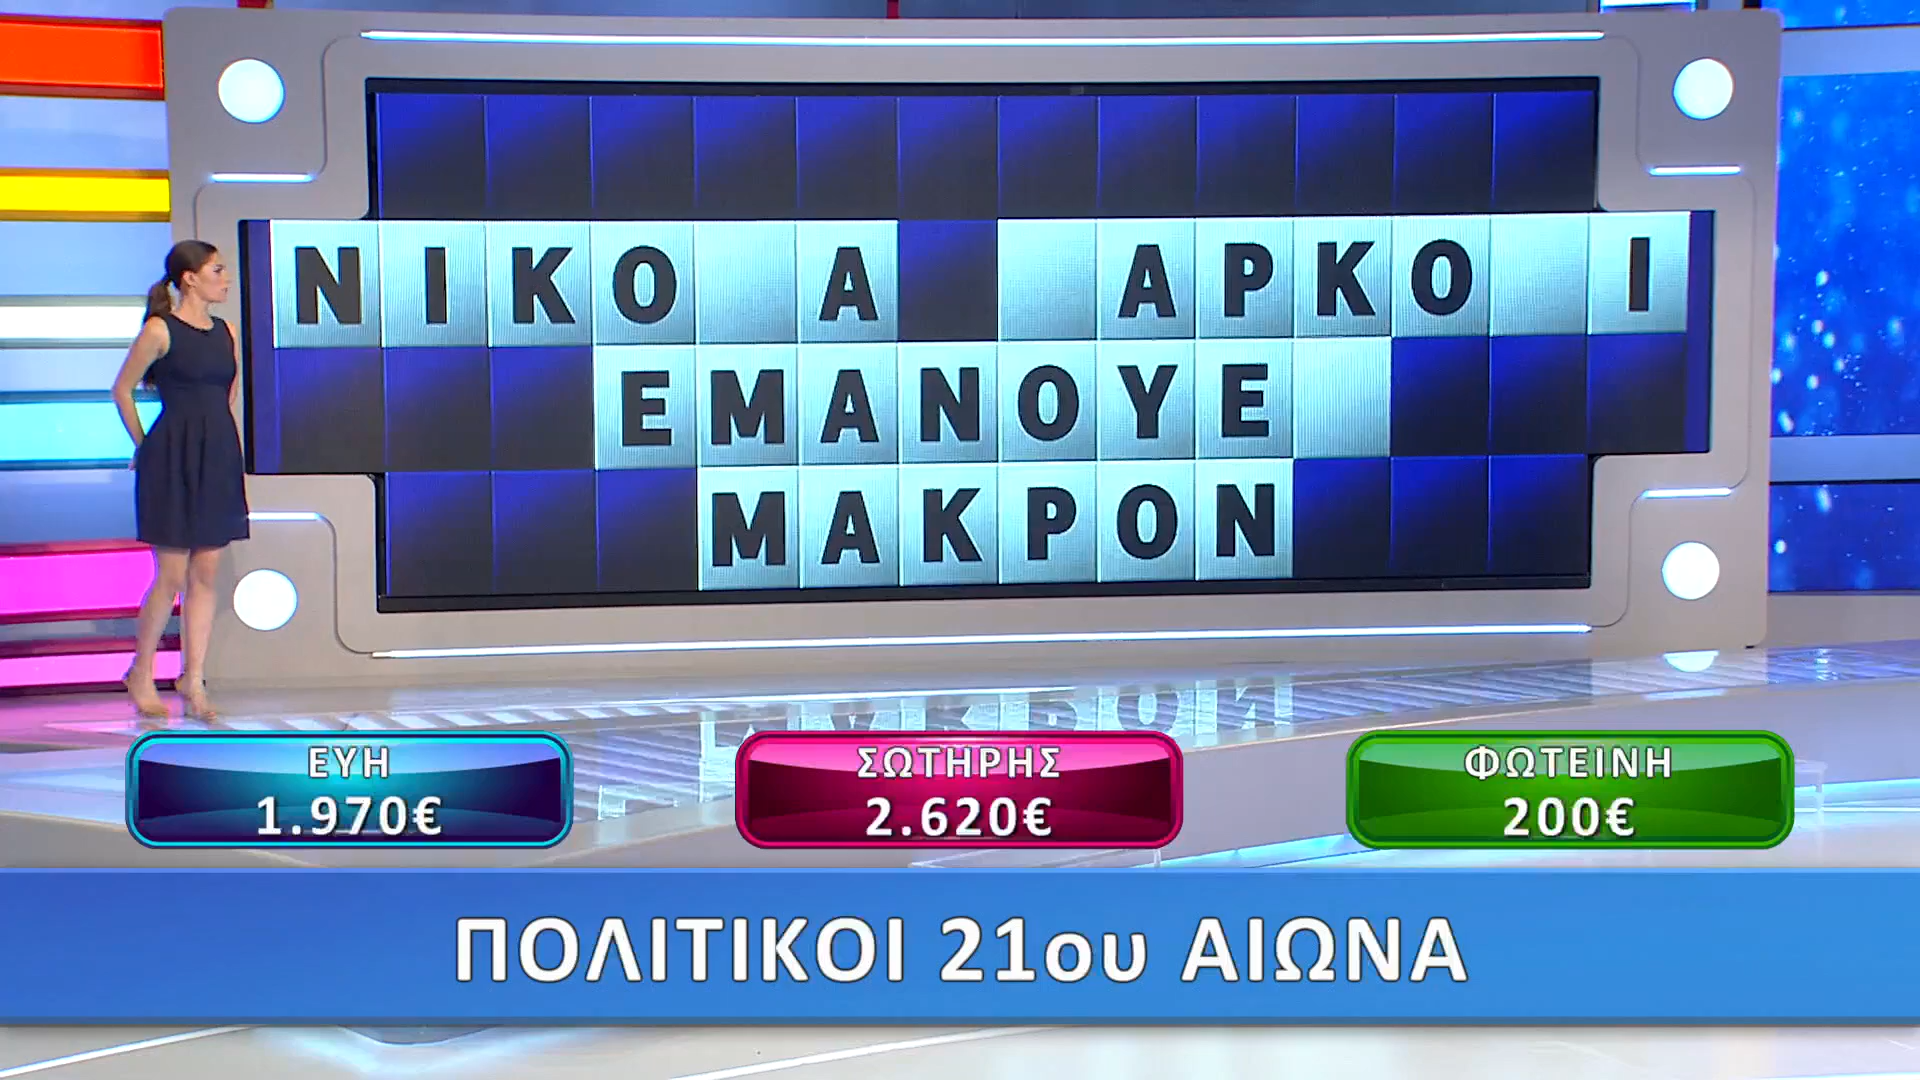 ΝΙΚΟ Α  ΑΡΚΟ Ι
ΕΜΑΝΟΥΕ
ΜΑΚΡΟΝ
ΕΥΗ
1.970€
ΣΩΤΗΡΗΣ
2.620€
ΦΩΤΕΙΝΗ
200€
ΠΟΛΙΤΙΚΟΙ 21ου ΑΙΩΝΑ